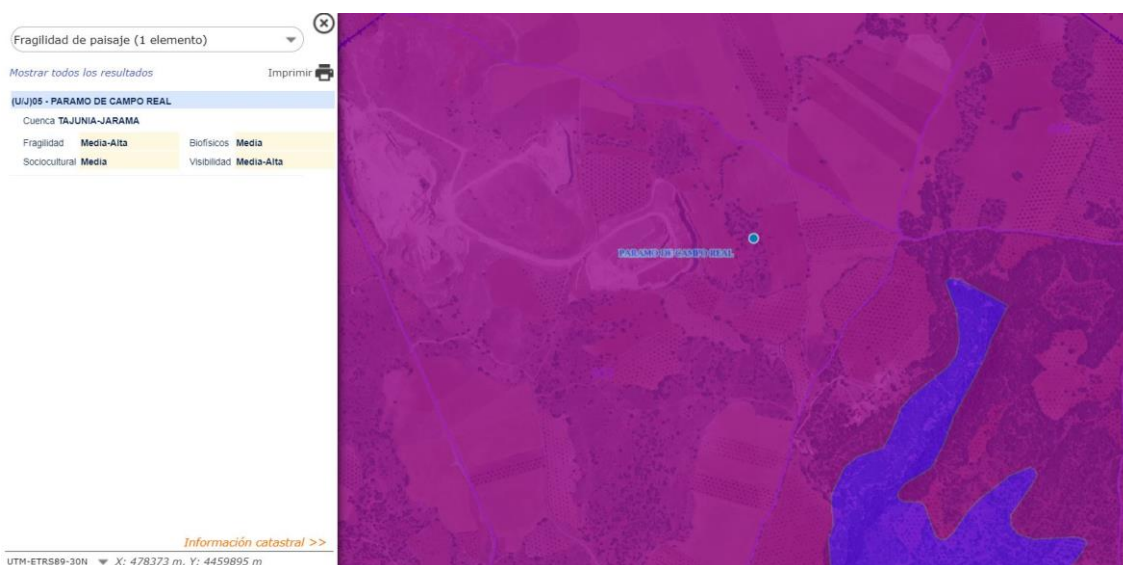 Fragilidad de paisaje (1 elemento)
Mostrar todos los resultados Imprimir
(U/J)05 - PARAMO DE CAMPO REAL
Cuenca TAJUNIA-JARAMA
Fragilidad Media-Alta Biofísicos Media
Sociocultural Media Visibilidad Media-Alta
PARAMO DE CAMPO REAL
Información catastral >>
UTM-ETRS89-30N X: 478373 m, Y: 4459895 m